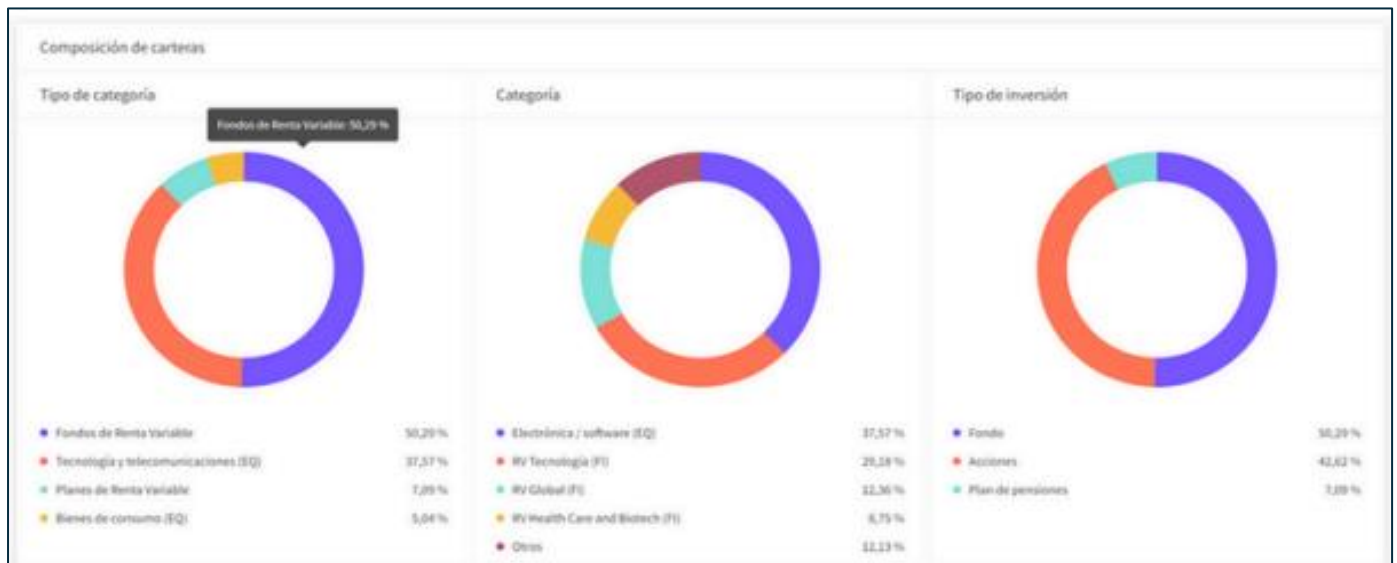 Composición de carteras
Tipo de categoría
Fondos de Renta Variable: 50,29 %
Fondos de Renta Variable 50,29 %
Tecnología y telecomunicaciones (EQ) 37,57 %
Planes de Renta Variable 7,09 %
Bienes de consumo (EQ) 5,04 %
Categoría
Electrónica / software (EQ) 37,57 %
RV Tecnología (FI) 29,18 %
RV Global (FI) 12,36 %
RV Health Care and Biotech (FI) 8,75 %
Otros 12,13 %
Tipo de inversión
Fondo 50,29 %
Acciones 42,62 %
Plan de pensiones 7,09 %